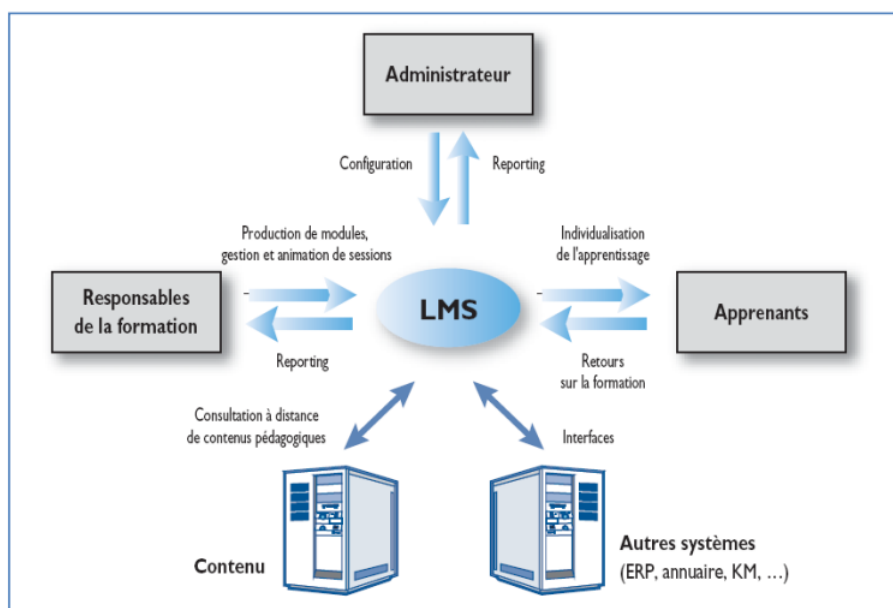 Administrateur
Configuration
Reporting
Production de modules,
gestion et animation de sessions
Individualisation
de l'apprentissage
Responsables
de la formation
LMS
Apprenants
Reporting
Retours
sur la formation
Consultation à distance
de contenus pédagogiques
Interfaces
Contenu
Autres systèmes
(ERP, annuaire, KM, ...)